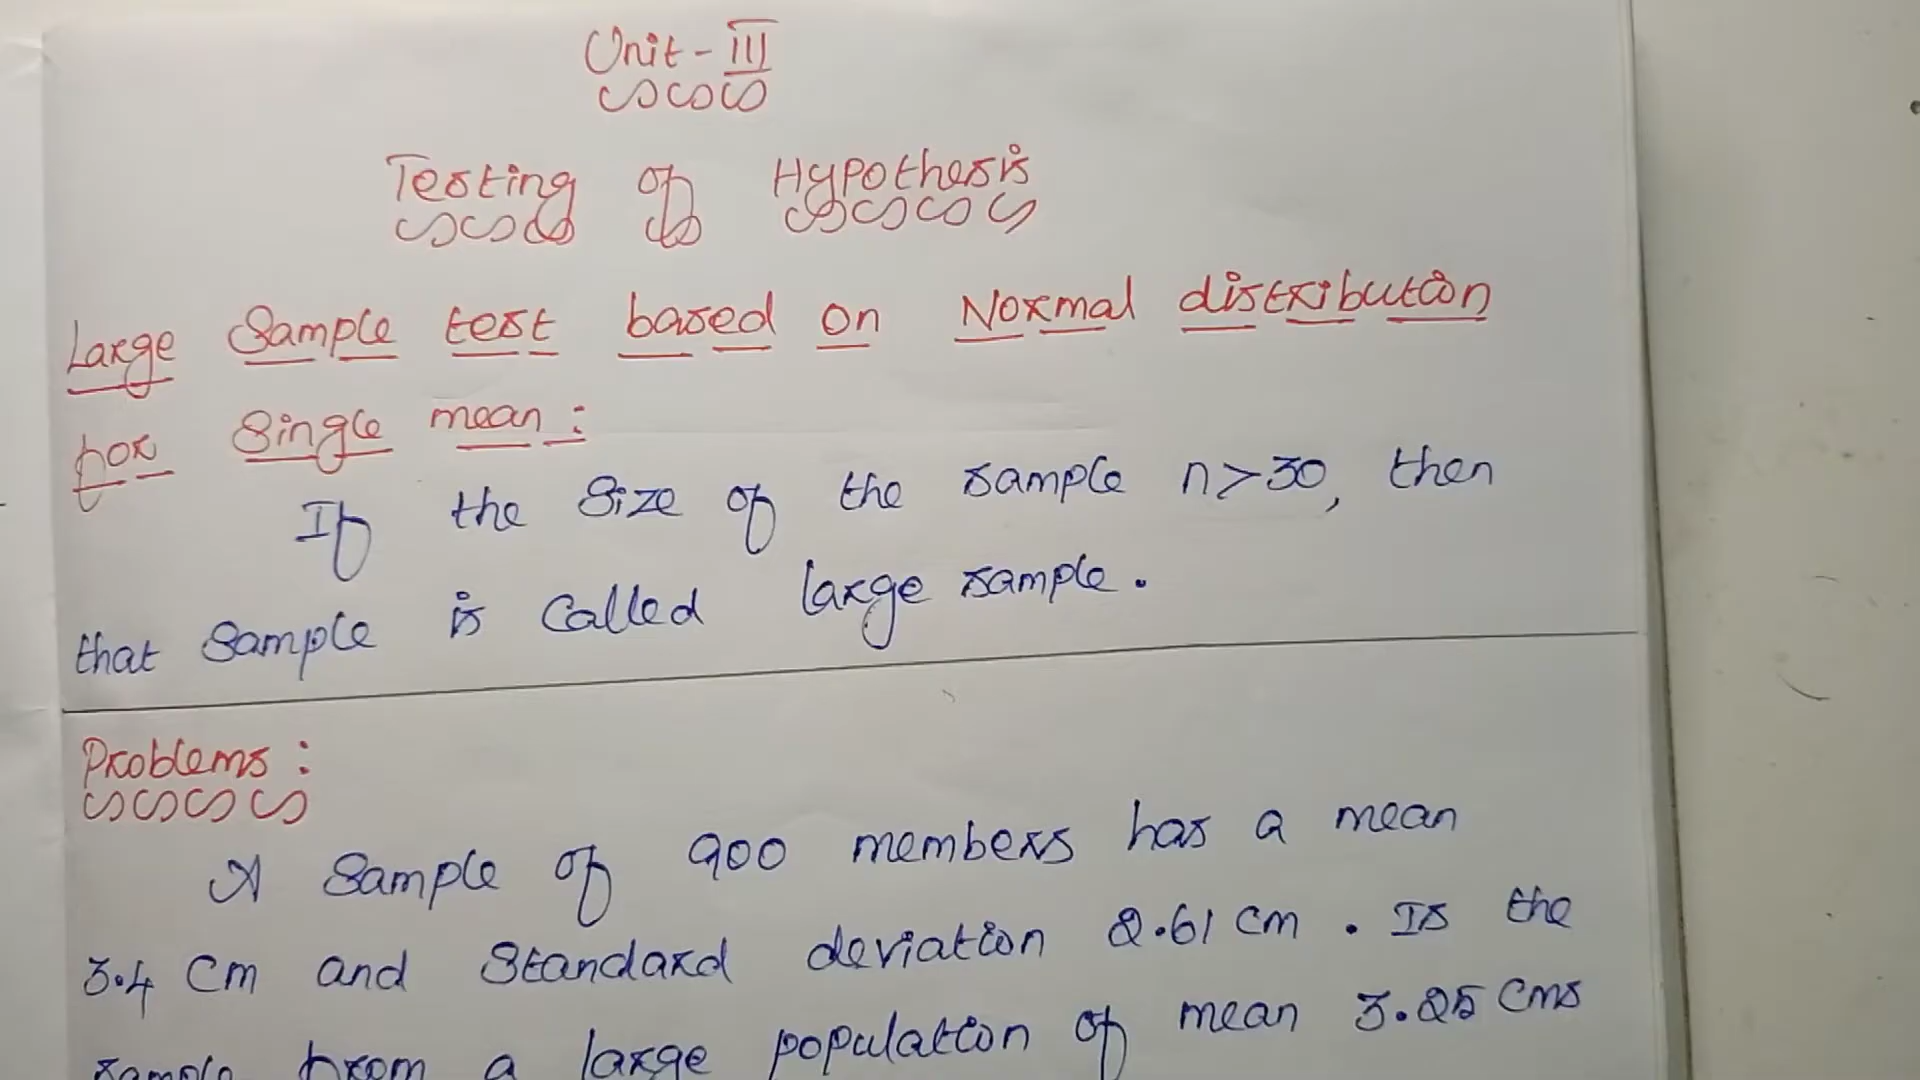 Unit - III
Testing of Hypothesis
Large Sample test based on Normal distribution
for Single mean :
If the Size of the sample n>30, then
that Sample is Called large sample.
Problems :
A Sample of 900 members has a mean
3.4 Cm and Standard deviation 2.61 cm. Is the
sample from a large population of mean 3.25 Cms